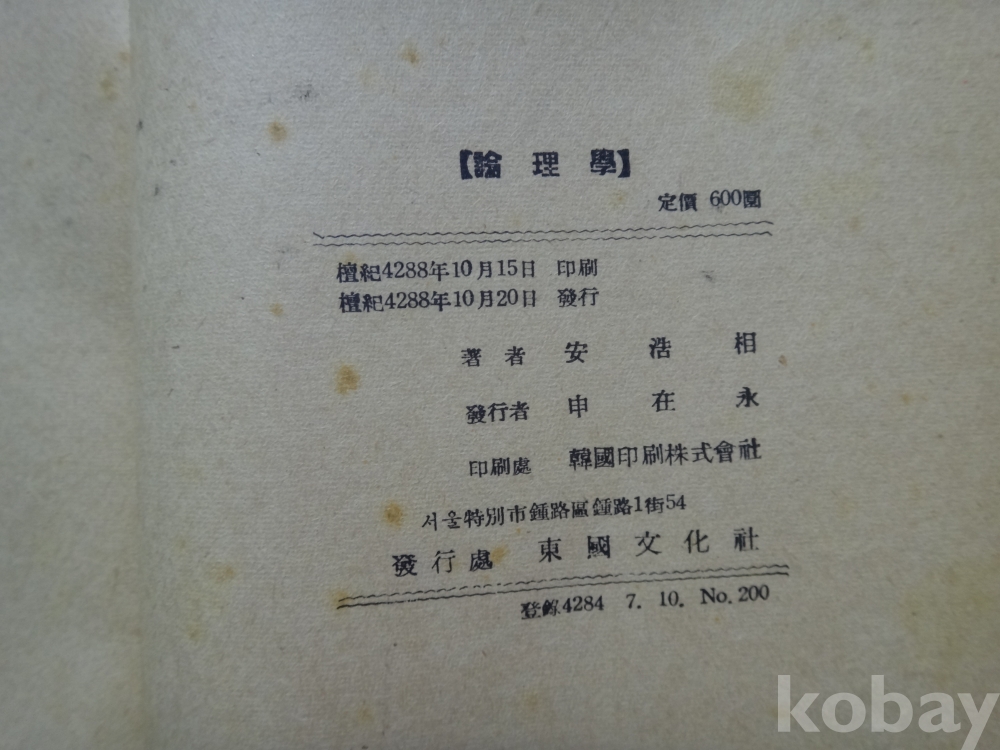 【論理學】
定價 600圜
檀紀4288年10月15日 印刷
檀紀4288年10月20日 發行
著者 安浩相
發行者 申在永
印刷處 韓國印刷株式會社
서울特別市鍾路區鍾路1街54
發行處 東國文化社
登錄4284 7. 10. No. 200
kobay